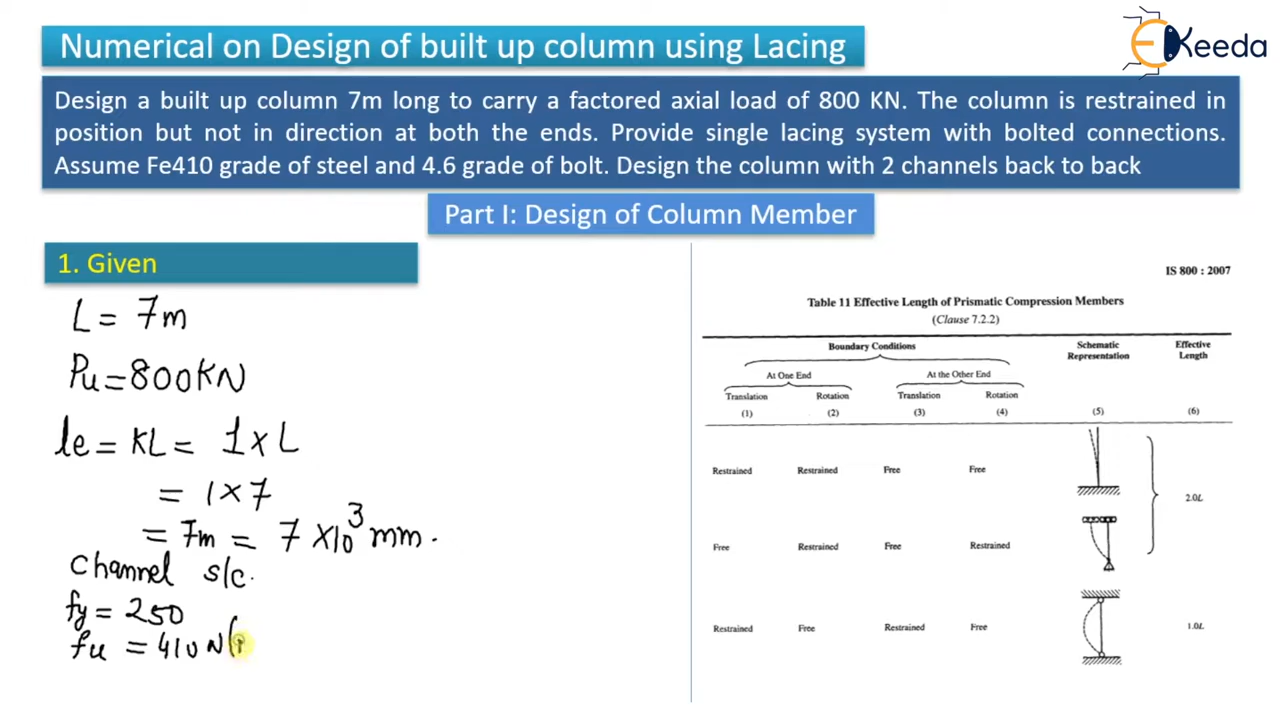 Numerical on Design of built up column using Lacing
EKeeda
Design a built up column 7m long to carry a factored axial load of 800 KN. The column is restrained in
position but not in direction at both the ends. Provide single lacing system with bolted connections.
Assume Fe410 grade of steel and 4.6 grade of bolt. Design the column with 2 channels back to back
Part I: Design of Column Member
1. Given
L = 7m
Pu = 800KN
le = KL = 1 x L
= 1 x 7
= 7m = 7 x 10³ mm.
Channel s/c.
fy = 250
fu = 410 N/
IS 800 : 2007
Table 11 Effective Length of Prismatic Compression Members
(Clause 7.2.2)
Boundary Conditions
Schematic Representation
Effective Length
At One End
At the Other End
Translation Rotation Translation Rotation
(1) (2) (3) (4) (5) (6)
Restrained Restrained Free Free
2.0L
Free Restrained Free Restrained
Restrained Free Restrained Free 1.0L